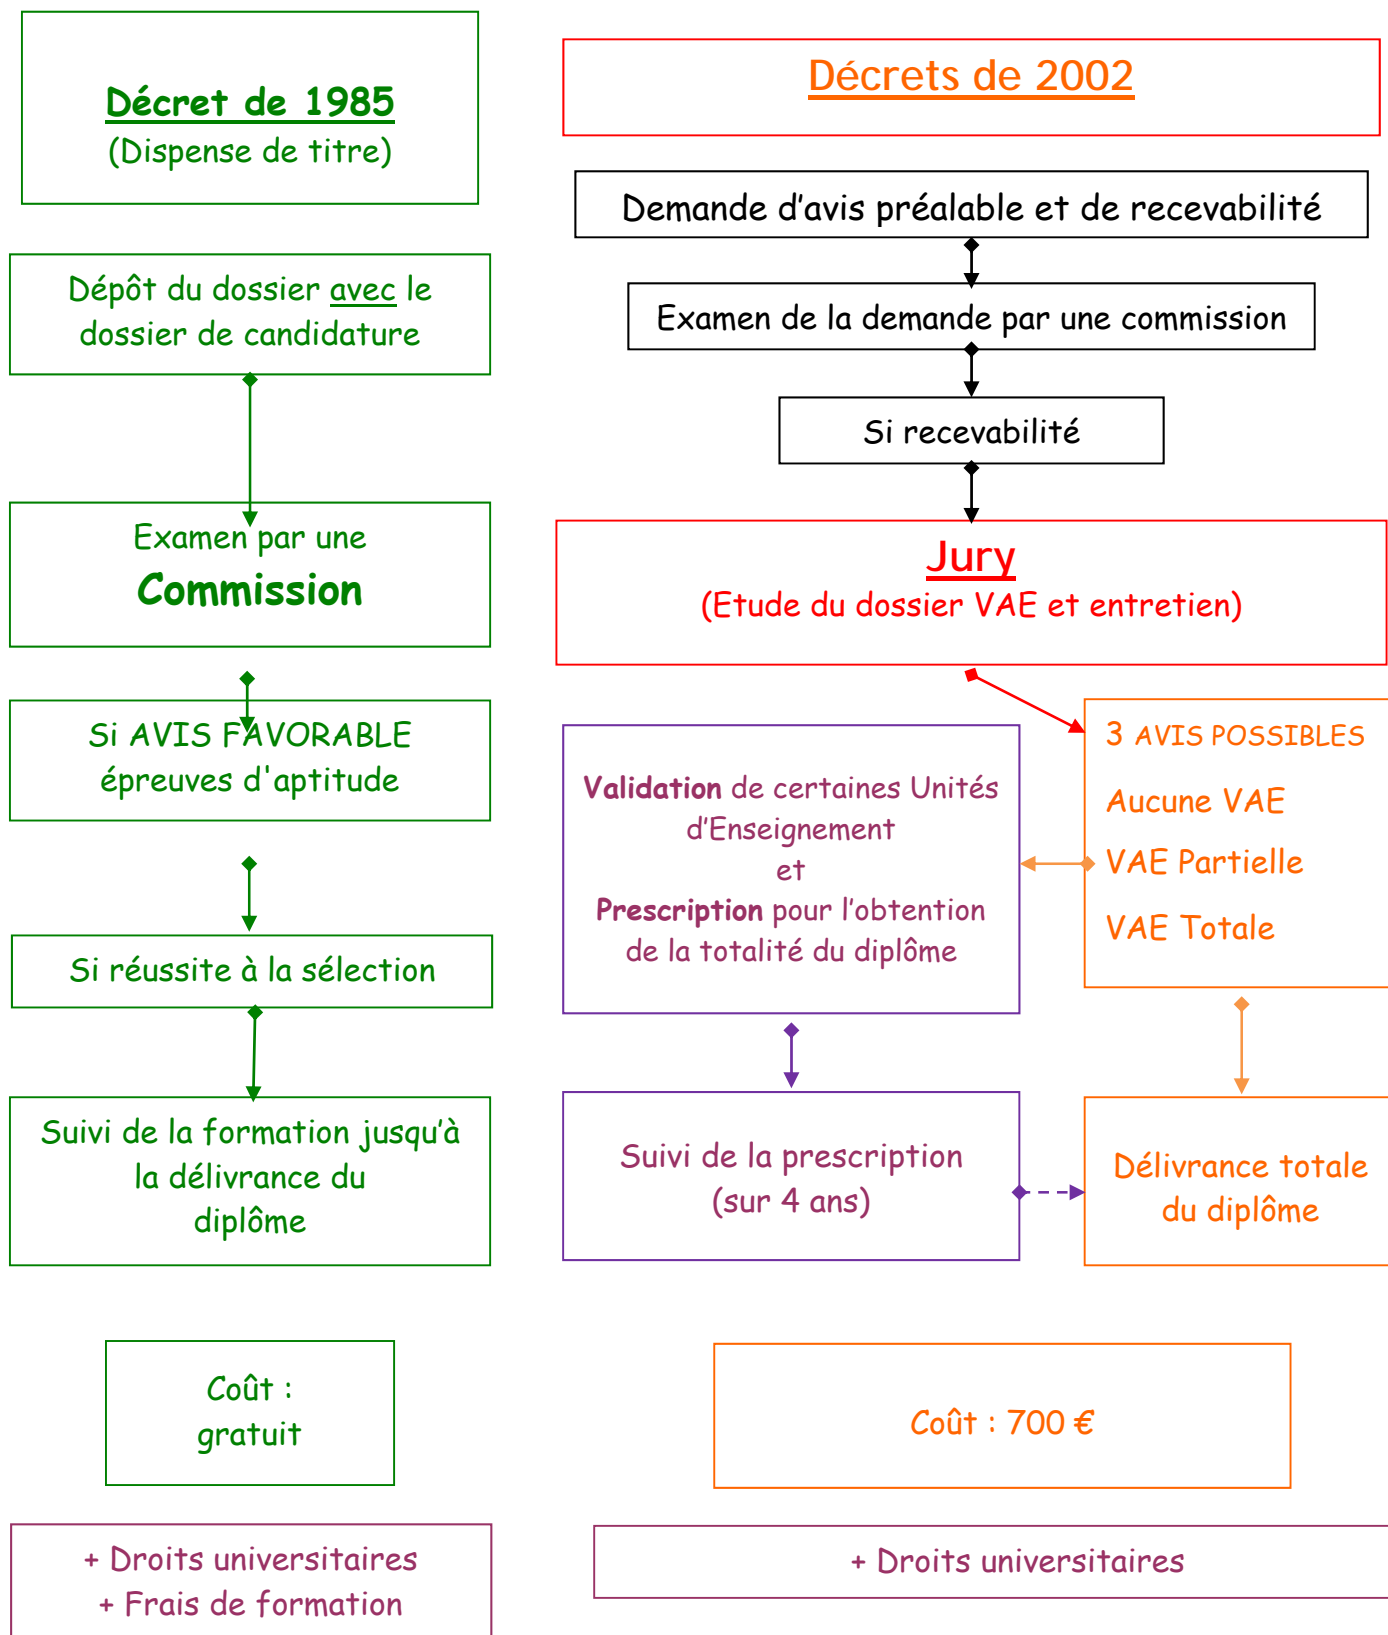 Décret de 1985
(Dispense de titre)
Dépôt du dossier avec le
dossier de candidature
Examen par une
Commission
Si AVIS FAVORABLE
épreuves d'aptitude
Si réussite à la sélection
Suivi de la formation jusqu'à
la délivrance du
diplôme
Coût :
gratuit
+ Droits universitaires
+ Frais de formation
Décrets de 2002
Demande d'avis préalable et de recevabilité
Examen de la demande par une commission
Si recevabilité
Jury
(Etude du dossier VAE et entretien)
3 AVIS POSSIBLES
Aucune VAE
VAE Partielle
VAE Totale
Validation de certaines Unités
d'Enseignement
et
Prescription pour l'obtention
de la totalité du diplôme
Suivi de la prescription
(sur 4 ans)
Délivrance totale
du diplôme
Coût : 700 €
+ Droits universitaires